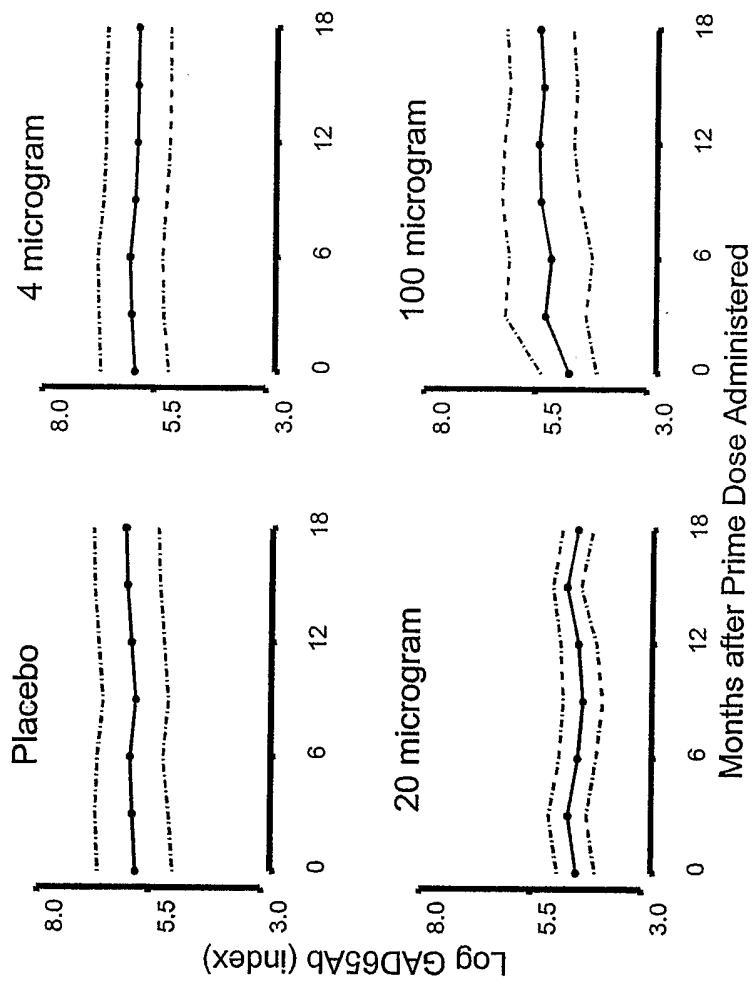 Log GAD65Ab (index)
Placebo
8.0
5.5
3.0
0 6 12 18
4 microgram
8.0
5.5
3.0
0 6 12 18
20 microgram
8.0
5.5
3.0
0 6 12 18
100 microgram
8.0
5.5
3.0
0 6 12 18
Months after Prime Dose Administered